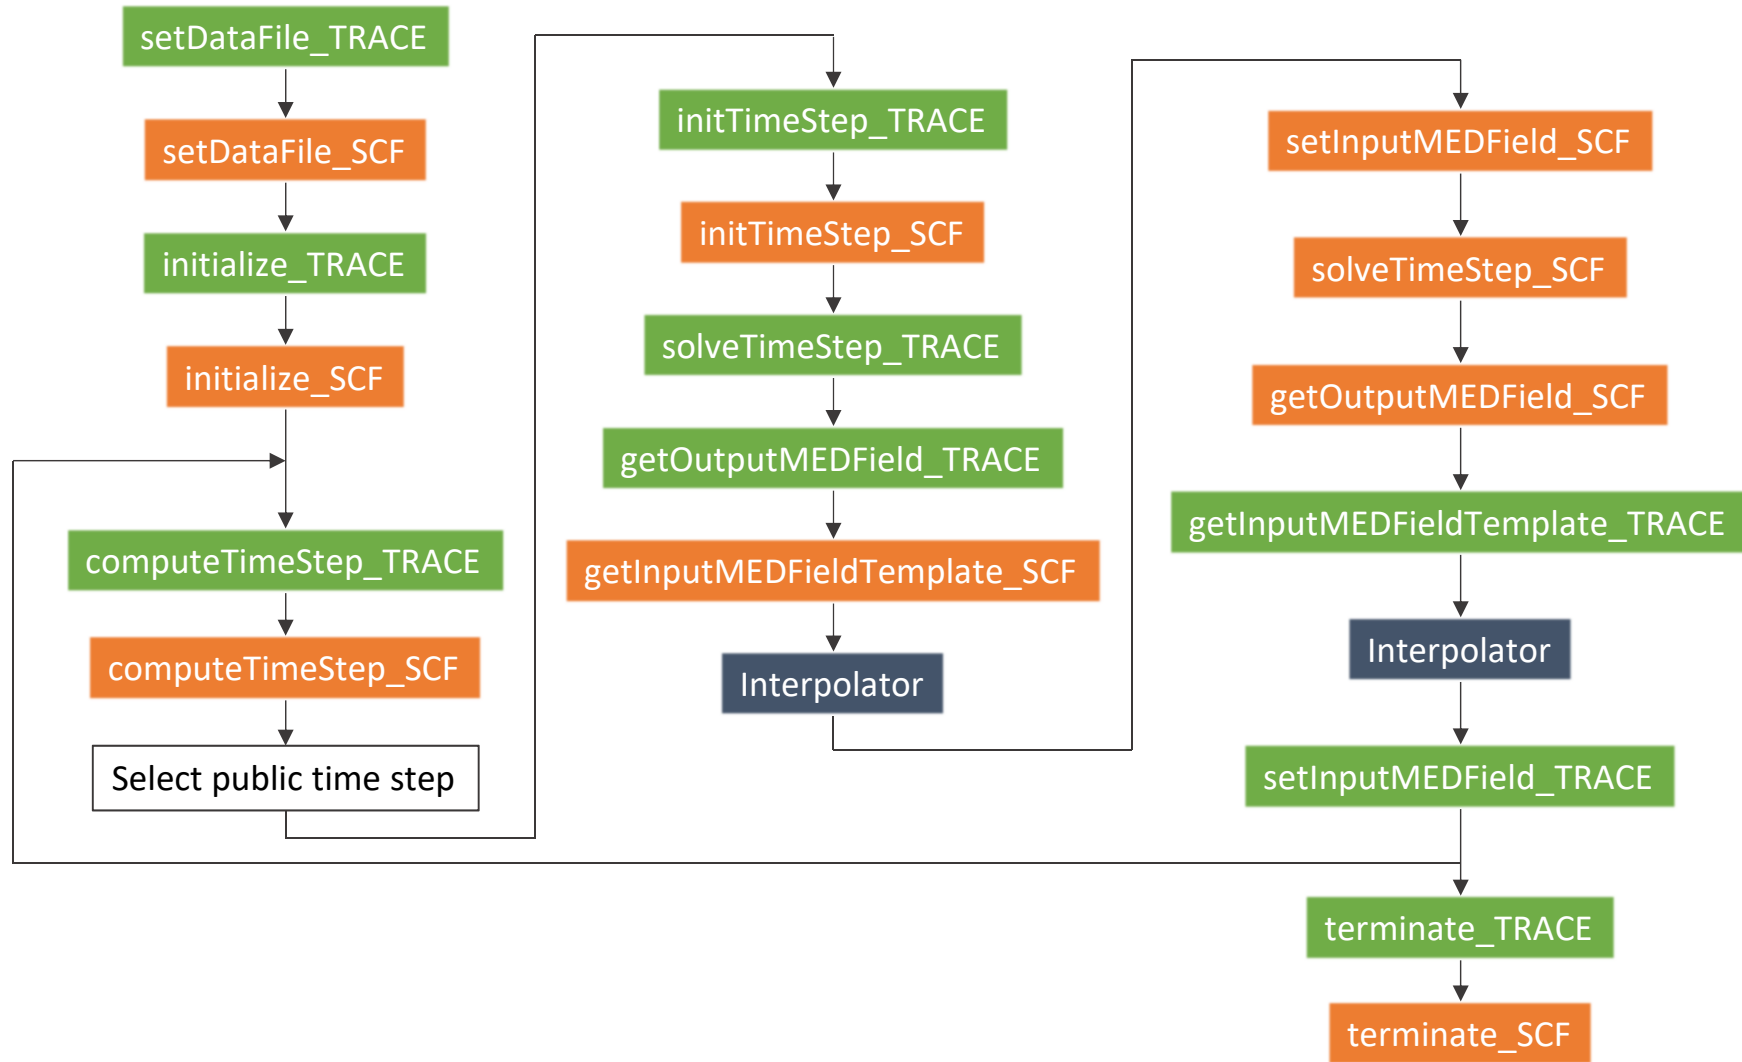 setDataFile_TRACE
setDataFile_SCF
initialize_TRACE
initialize_SCF
computeTimeStep_TRACE
computeTimeStep_SCF
Select public time step
initTimeStep_TRACE
initTimeStep_SCF
solveTimeStep_TRACE
getOutputMEDField_TRACE
getInputMEDFieldTemplate_SCF
Interpolator
setInputMEDField_SCF
solveTimeStep_SCF
getOutputMEDField_SCF
getInputMEDFieldTemplate_TRACE
Interpolator
setInputMEDField_TRACE
terminate_TRACE
terminate_SCF